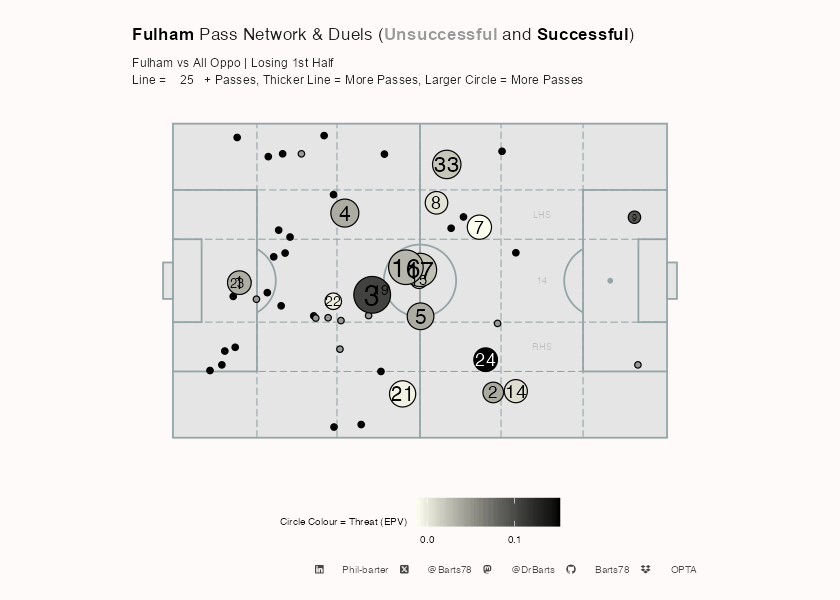 Fulham Pass Network & Duels (Unsuccessful and Successful)
Fulham vs All Oppo | Losing 1st Half
Line = 25 + Passes, Thicker Line = More Passes, Larger Circle = More Passes
33
8
4
7
LHS
9
16
17
14
3
19
22
5
RHS
24
21
2
14
Circle Colour = Threat (EPV)
0.0
0.1
Phil-barter
@Barts78
@DrBarts
Barts78
OPTA